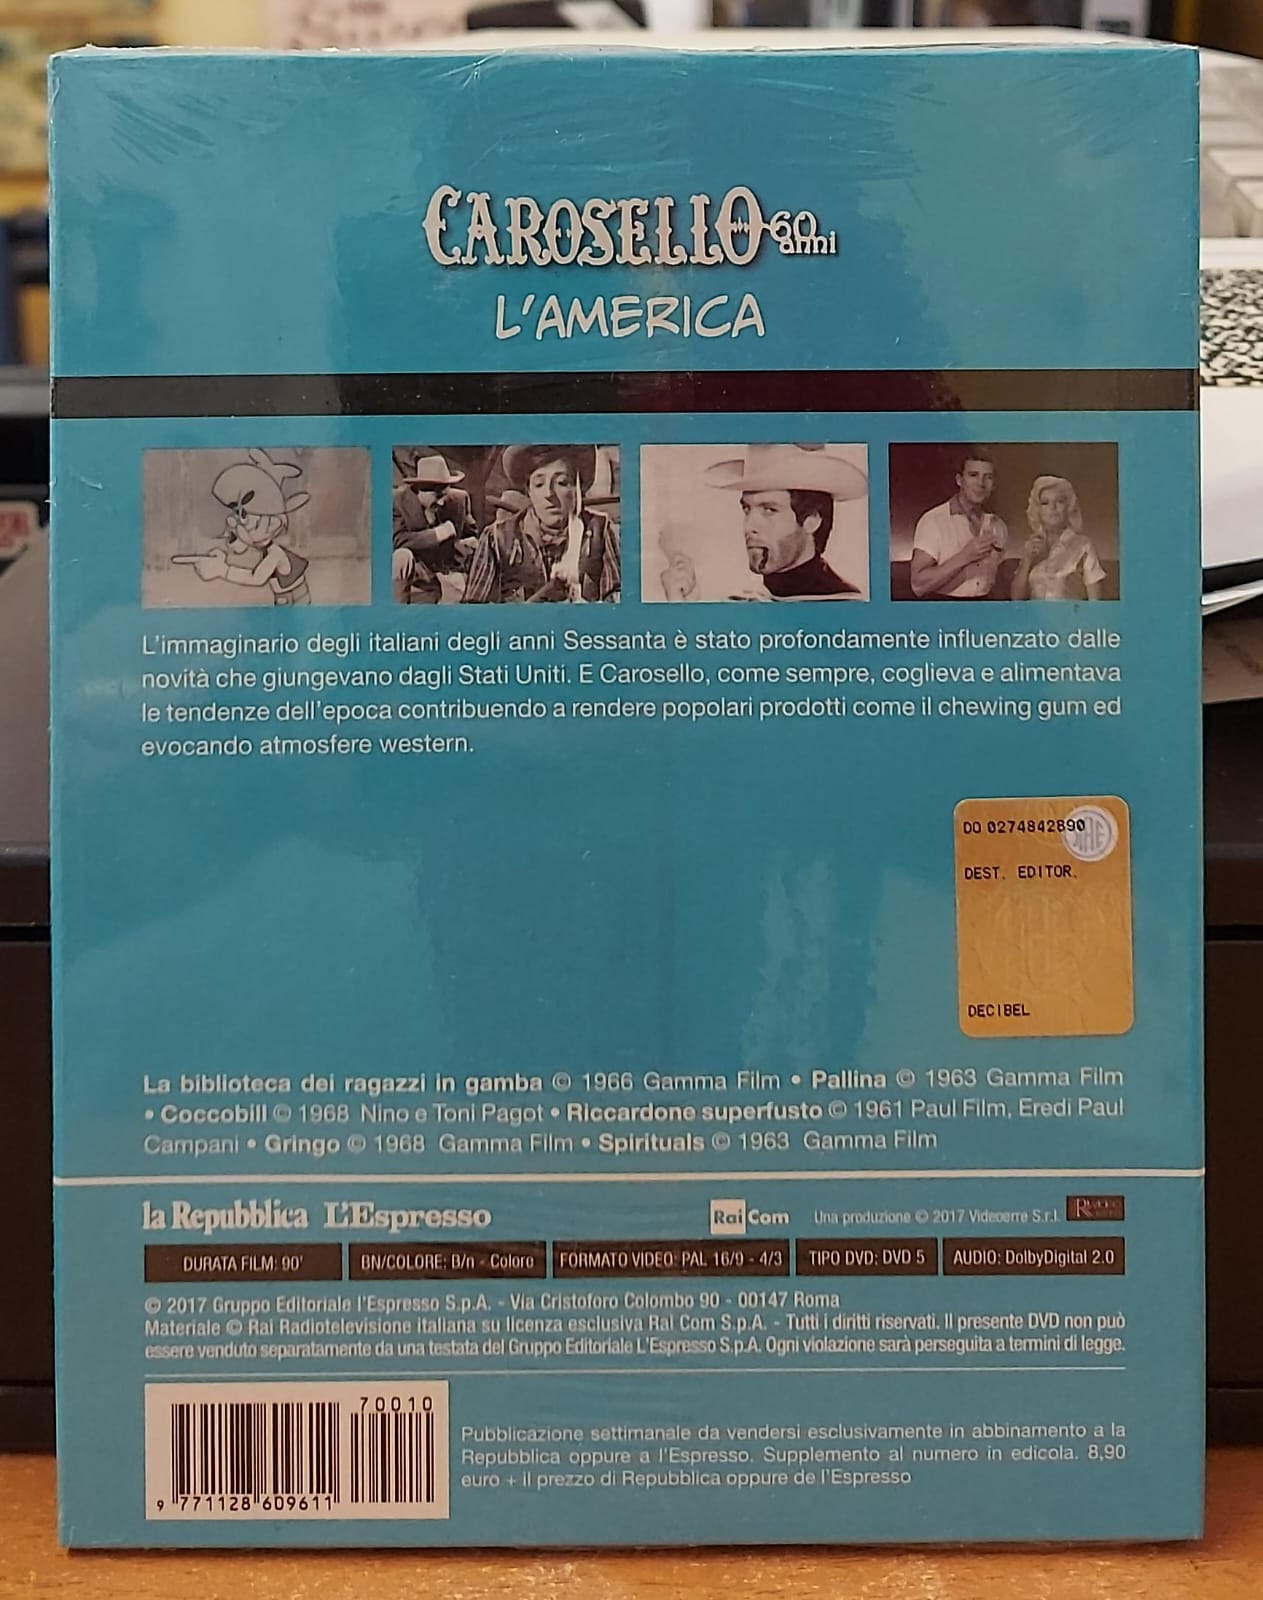 CAROSELLO 60 anni
L'AMERICA
L'immaginario degli italiani degli anni Sessanta è stato profondamente influenzato dalle
novità che giungevano dagli Stati Uniti. E Carosello, come sempre, coglieva e alimentava
le tendenze dell'epoca contribuendo a rendere popolari prodotti come il chewing gum ed
evocando atmosfere western.
DO 0274842890
SIAE
DEST. EDITOR.
DECIBEL
La biblioteca dei ragazzi in gamba © 1966 Gamma Film • Pallina © 1963 Gamma Film
• Coccobill © 1968 Nino e Toni Pagot • Riccardone superfusto © 1961 Paul Film, Eredi Paul
Campani • Gringo © 1968 Gamma Film • Spirituals © 1963 Gamma Film
la Repubblica L'Espresso Rai Com Una produzione © 2017 Videoerre S.r.l.
DURATA FILM: 90' BN/COLORE: B/n - Colore FORMATO VIDEO: PAL 16/9 - 4/3 TIPO DVD: DVD 5 AUDIO: DolbyDigital 2.0
© 2017 Gruppo Editoriale l'Espresso S.p.A. - Via Cristoforo Colombo 90 - 00147 Roma
Materiale © Rai Radiotelevisione italiana su licenza esclusiva Rai Com S.p.A. - Tutti i diritti riservati. Il presente DVD non può
essere venduto separatamente da una testata del Gruppo Editoriale L'Espresso S.p.A. Ogni violazione sarà perseguita a termini di legge.
70010
9 771128 609611
Pubblicazione settimanale da vendersi esclusivamente in abbinamento a la
Repubblica oppure a l'Espresso. Supplemento al numero in edicola. 8,90
euro + il prezzo di Repubblica oppure de l'Espresso